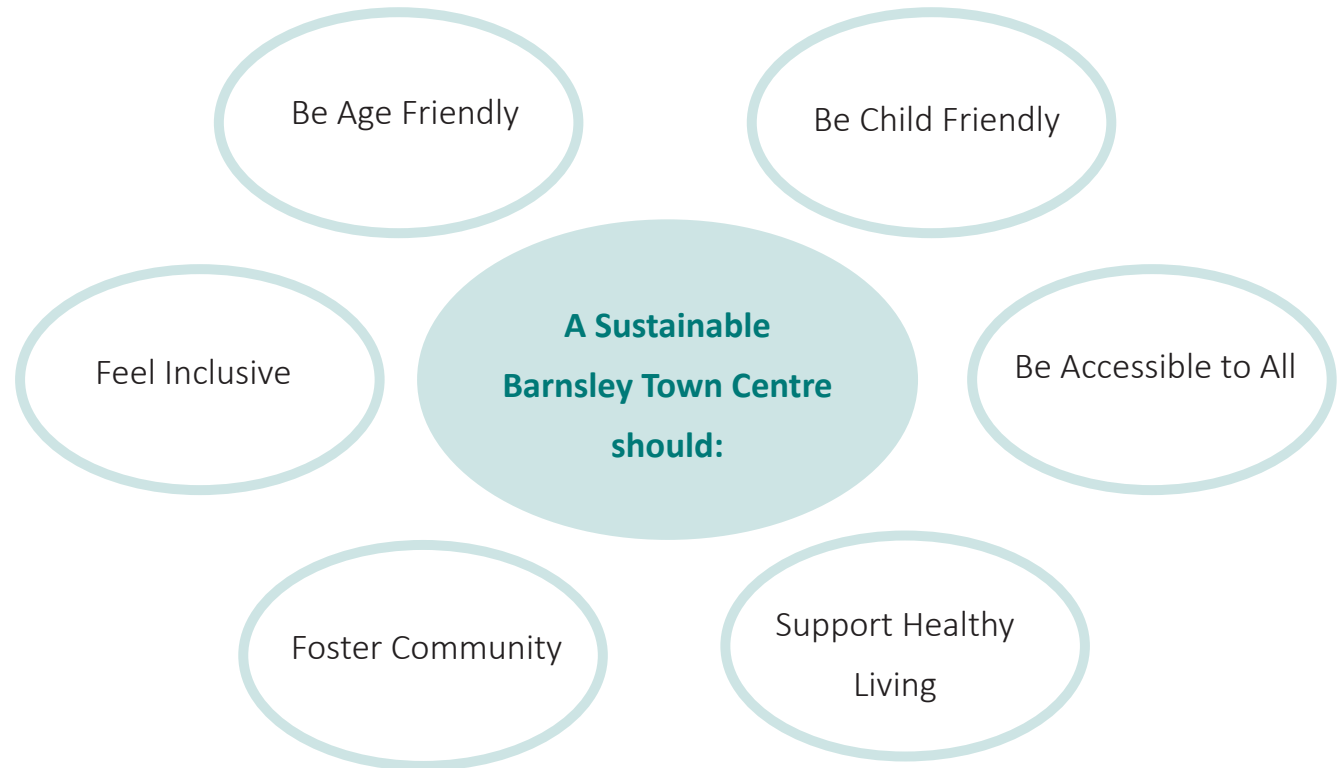 Be Age Friendly
Be Child Friendly
A Sustainable
Barnsley Town Centre
should:
Feel Inclusive
Be Accessible to All
Foster Community
Support Healthy
Living